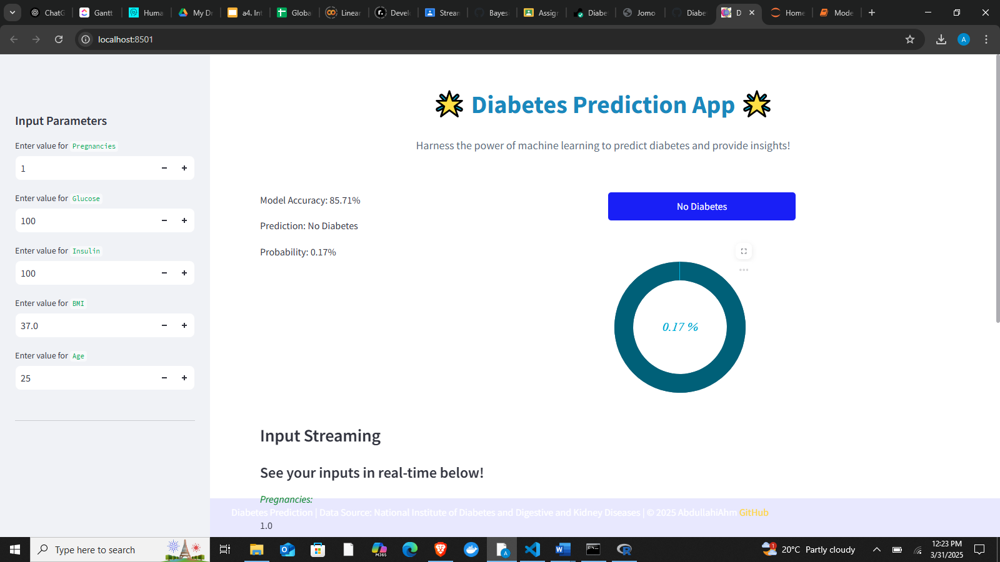 ChatG
Gantt
Huma
My Dr
a4. Int
Globa
Linear
Devel
Stream
Bayes
Assign
Diabe
Jomo
Diabe
D
Home
Mode
localhost:8501
A
Input Parameters
Enter value for Pregnancies
1
Enter value for Glucose
100
Enter value for Insulin
100
Enter value for BMI
37.0
Enter value for Age
25
Diabetes Prediction App
Harness the power of machine learning to predict diabetes and provide insights!
Model Accuracy: 85.71%
Prediction: No Diabetes
Probability: 0.17%
No Diabetes
0.17 %
Input Streaming
See your inputs in real-time below!
Pregnancies:
Diabetes Prediction | Data Source: National Institute of Diabetes and Digestive and Kidney Diseases | © 2025 AbdullahiAhm GitHub
1.0
Type here to search
M365
A
1
20°C Partly cloudy
12:23 PM
3/31/2025